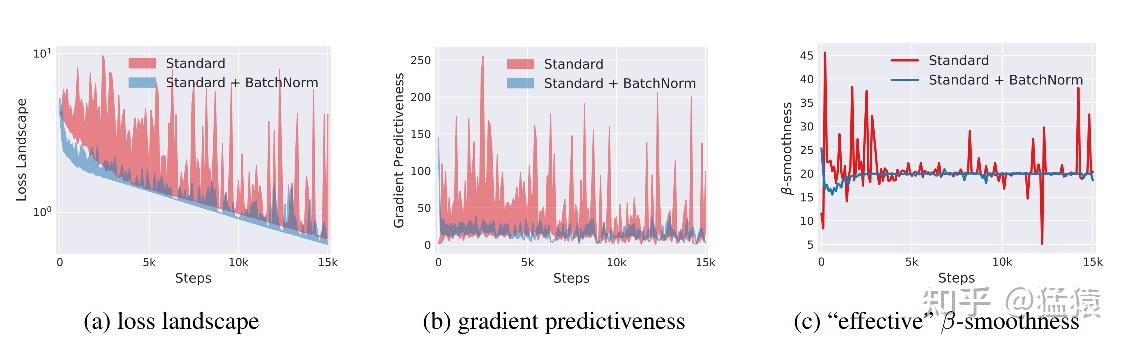 Standard
Standard + BatchNorm
Loss Landscape
10¹
10⁰
0
5k
10k
15k
Steps
(a) loss landscape
Standard
Standard + BatchNorm
Gradient Predictiveness
250
200
150
100
50
0
0
5k
10k
15k
Steps
(b) gradient predictiveness
Standard
Standard + BatchNorm
β-smoothness
45
40
35
30
25
20
15
10
5
0
5k
10k
15k
Steps
(c) “effective” β-smoothness
知乎 @猛猿